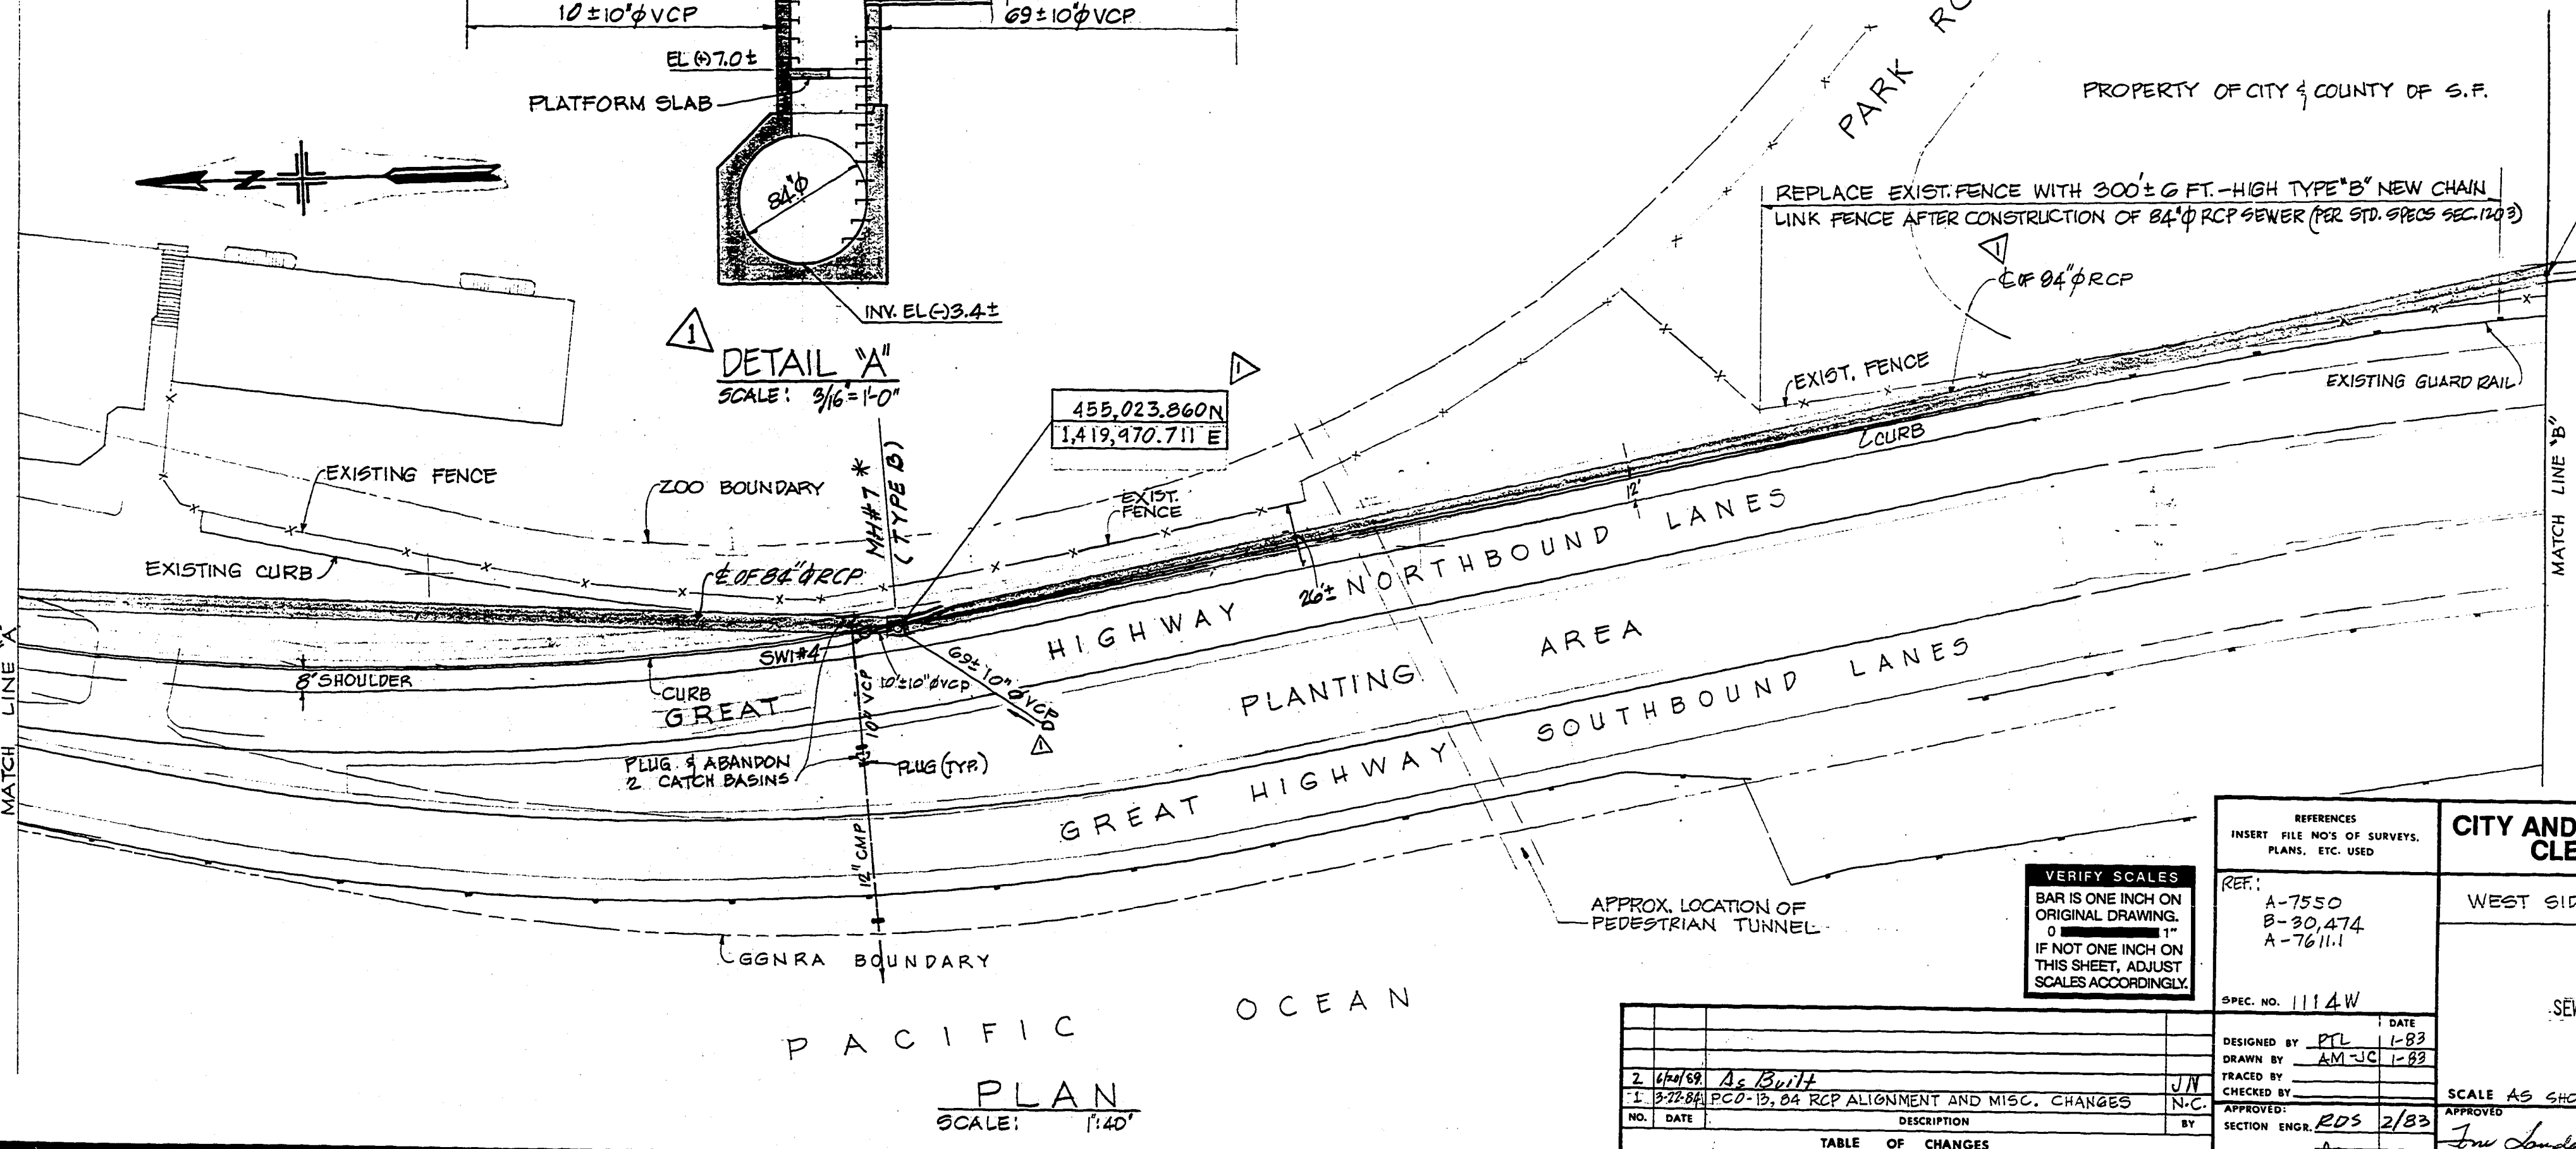 10±10"ϕ VCP
69±10"ϕ VCP
EL (+)7.0±
PLATFORM SLAB
84"ϕ
INV. EL(-)3.4±
1
DETAIL "A"
SCALE: 3/16"=1'-0"
N
PARK
PROPERTY OF CITY & COUNTY OF S.F.
REPLACE EXIST. FENCE WITH 300'± 6 FT.-HIGH TYPE "B" NEW CHAIN
LINK FENCE AFTER CONSTRUCTION OF 84"ϕ RCP SEWER (PER STD. SPECS SEC. 1203)
1
℄ OF 84"ϕ RCP
EXIST. FENCE
EXISTING GUARD RAIL
CURB
MATCH LINE "B"
1
455,023.860 N
1,419,970.711 E
MH#7 *
(TYPE B)
EXISTING FENCE
ZOO BOUNDARY
EXIST.
FENCE
EXISTING CURB
℄ OF 84"ϕ RCP
12'
26'±
MATCH LINE "A"
8' SHOULDER
SWI#4
CURB
GREAT
HIGHWAY
NORTHBOUND LANES
10'±10"ϕVCP
69± 10"ϕ VCP
1
10" VCP
PLUG & ABANDON
2 CATCH BASINS
PLUG (TYP.)
PLANTING AREA
GREAT HIGHWAY SOUTHBOUND LANES
12" CMP
APPROX. LOCATION OF
PEDESTRIAN TUNNEL
GGNRA BOUNDARY
PACIFIC OCEAN
PLAN
SCALE: 1":40'
VERIFY SCALES
BAR IS ONE INCH ON
ORIGINAL DRAWING.
0 1"
IF NOT ONE INCH ON
THIS SHEET, ADJUST
SCALES ACCORDINGLY.
REFERENCES
INSERT FILE NO'S OF SURVEYS,
PLANS, ETC. USED
REF.:
A-7550
B-30,474
A-7611.1
SPEC. NO. 1114W
CITY AND
CLE
WEST SID
SEW
DATE
DESIGNED BY PTL 1-83
DRAWN BY AM-JC 1-83
TRACED BY
CHECKED BY
APPROVED:
SECTION ENGR. RDS 2/83
SCALE AS SHO
APPROVED
2 6/20/89 As Built JN
1 3-22-84 PCO-13, 84 RCP ALIGNMENT AND MISC. CHANGES N.C.
NO. DATE DESCRIPTION BY
TABLE OF CHANGES